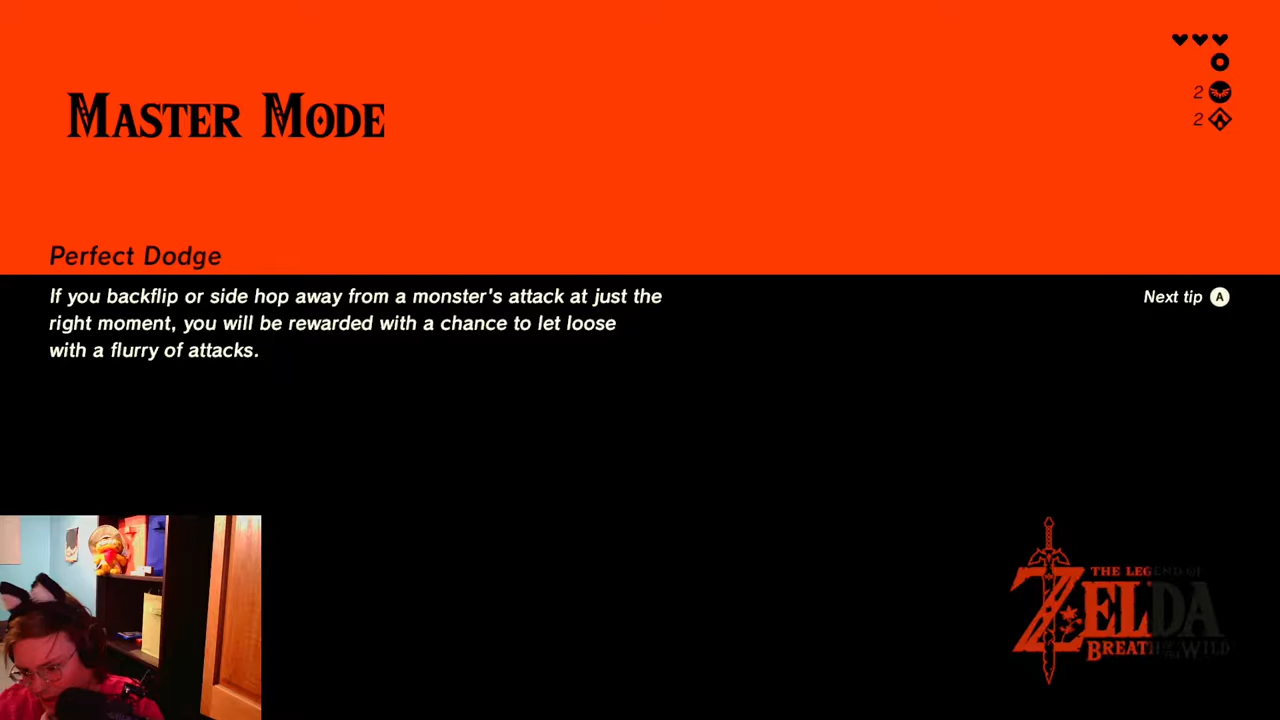 Master Mode
2
2
Perfect Dodge
If you backflip or side hop away from a monster's attack at just the
right moment, you will be rewarded with a chance to let loose
with a flurry of attacks.
Next tip A
THE LEGEND OF
ZELDA
BREATH OF THE WILD